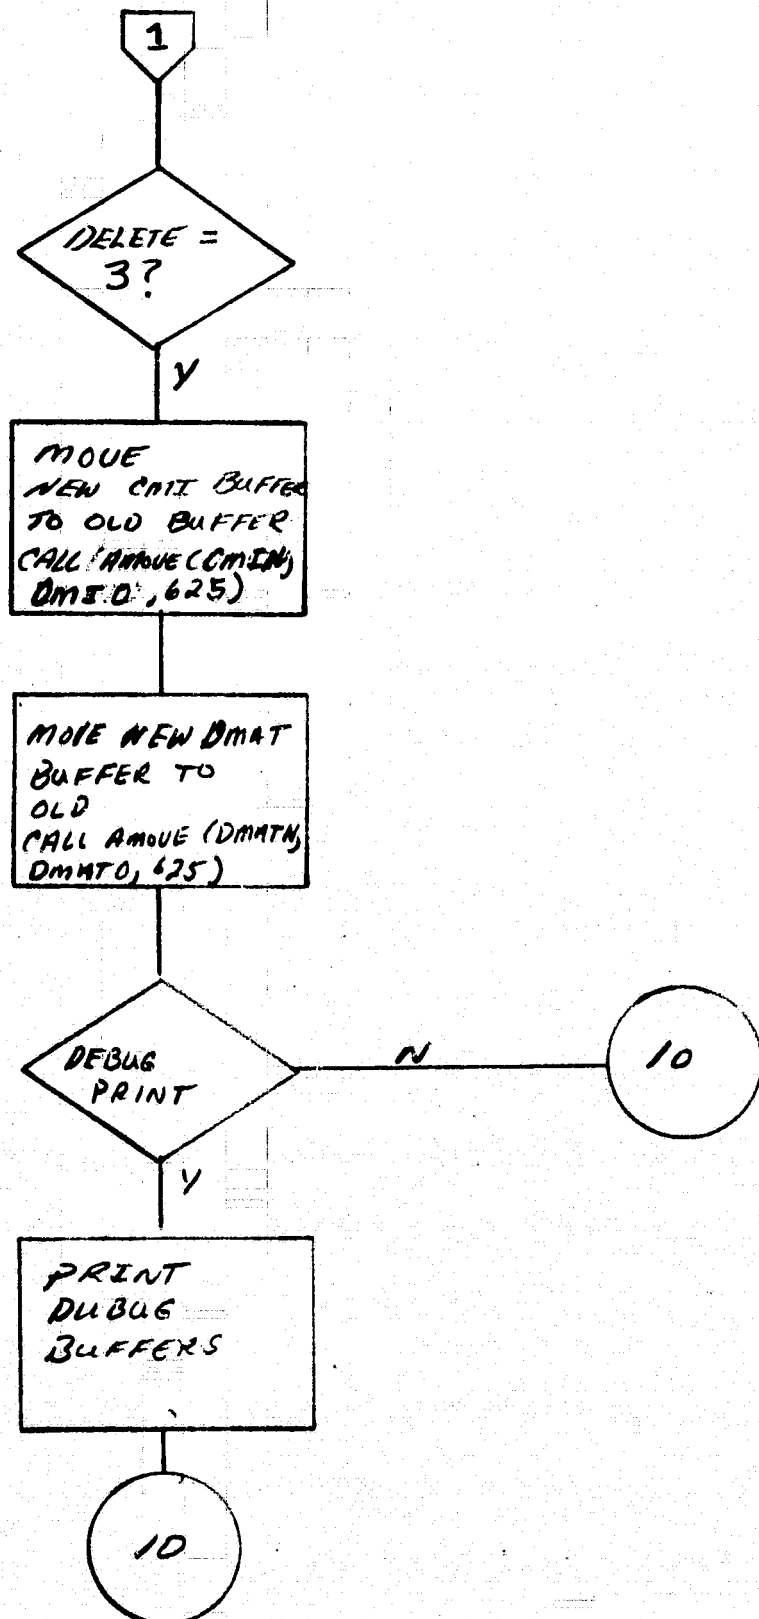 1
DELETE =
3?
Y
MOVE
NEW CMI BUFFER
TO OLD BUFFER
CALL AMOVE (CMIN,
625)
MOVE NEW DMAT
BUFFER TO
OLD
CALL AMOVE (DMATN,
DMATO, 625)
DEBUG
PRINT
N
10
Y
PRINT
DUBUG
BUFFERS
10